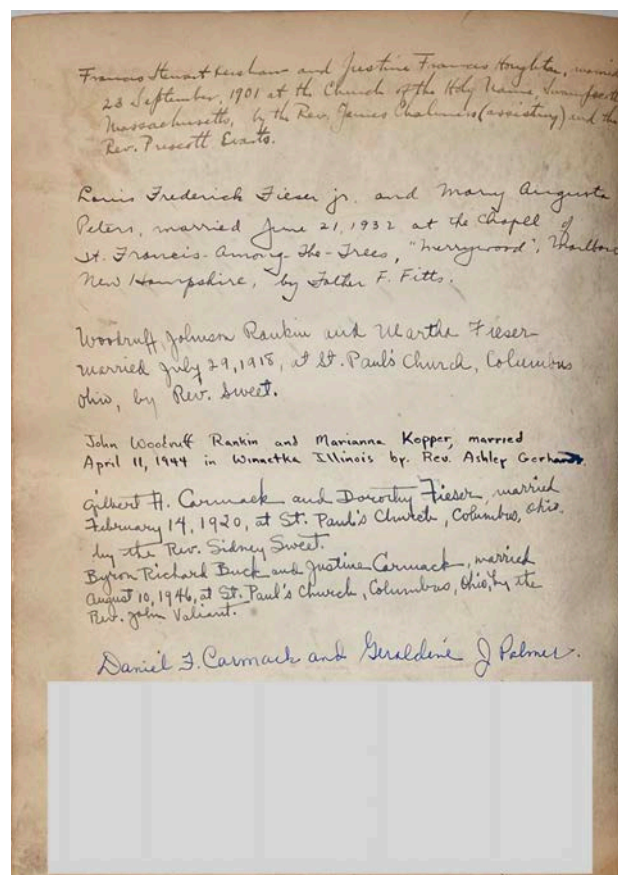 Francis Stewart Kershaw and Justine Frances Houghton, married
23 September, 1901 at the Church of the Holy Name, Swampscott
Massachusetts, by the Rev. James Chalmers (assisting) and the
Rev. Prescott Evarts.
Louis Frederick Fieser jr. and Mary Augusta
Peters, married June 21, 1932 at the Chapel of
St. Francis-Among-The-Trees, "Merrywood", Marlboro
New Hampshire, by Father F. Fitts.
Woodruff Johnson Rankin and Martha Fieser
married July 29, 1918, at St. Paul's Church, Columbus
Ohio, by Rev. Sweet.
John Woodruff Rankin and Marianna Kopper, married
April 11, 1944 in Winnetka Illinois by Rev. Ashley
Gilbert H. Carmack and Dorothy Fieser, married
February 14, 1920, at St. Paul's Church, Columbus, Ohio.
by the Rev. Sidney Sweet.
Byron Richard Buck and Justine Carmack, married
August 10, 1946, at St. Paul's Church, Columbus, Ohio, by the
Rev. John Valiant.
Daniel F. Carmack and Geraldine J Palmer.